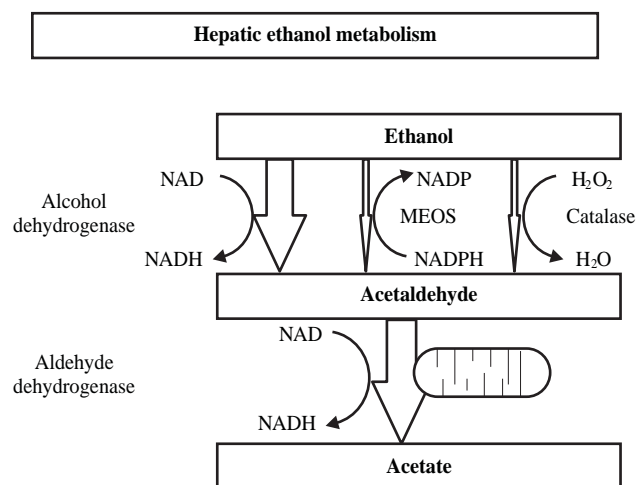 Hepatic ethanol metabolism
Ethanol
NAD
NADP
H₂O₂
Alcohol
dehydrogenase
MEOS
Catalase
NADH
NADPH
H₂O
Acetaldehyde
NAD
Aldehyde
dehydrogenase
NADH
Acetate